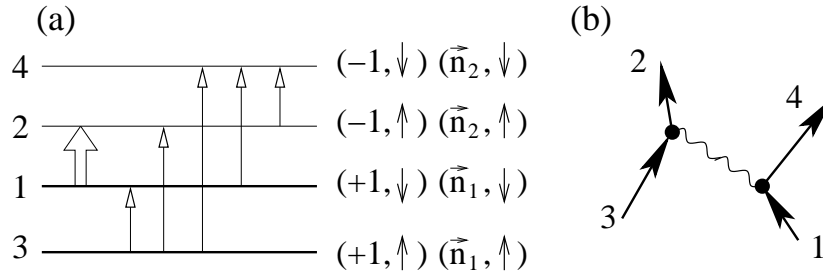 (a)
4 (−1,↓) (n⃗₂,↓)
2 (−1,↑) (n⃗₂,↑)
1 (+1,↓) (n⃗₁,↓)
3 (+1,↑) (n⃗₁,↑)
(b)
2
4
3
1